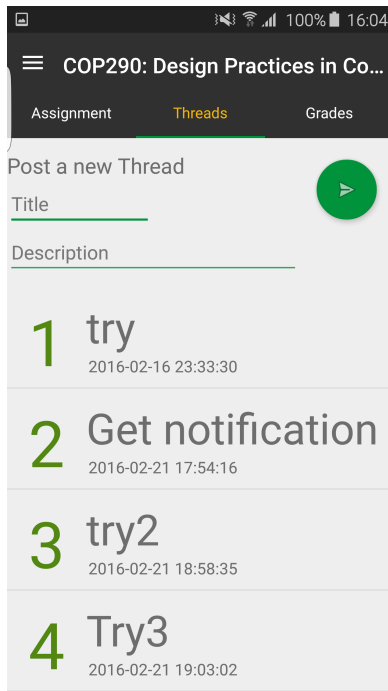 100% 16:04
COP290: Design Practices in Co...
Assignment Threads Grades
Post a new Thread
Title
Description
1 try
2016-02-16 23:33:30
2 Get notification
2016-02-21 17:54:16
3 try2
2016-02-21 18:58:35
4 Try3
2016-02-21 19:03:02